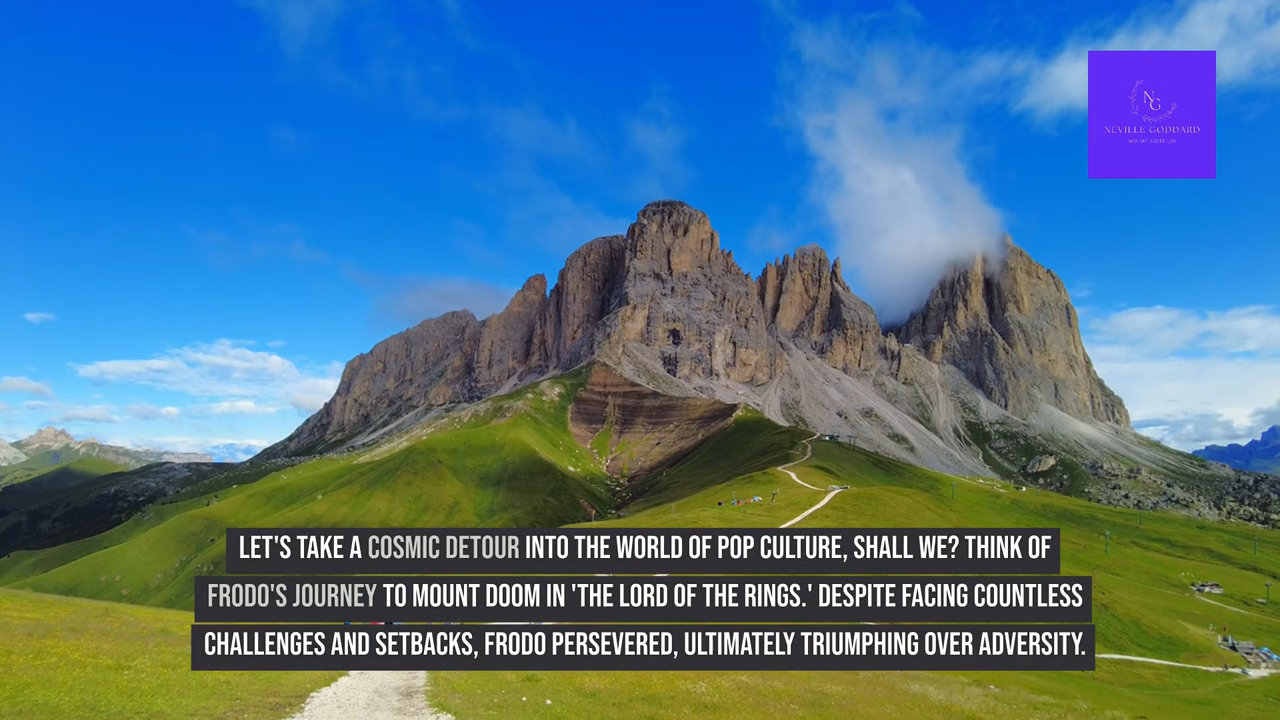 NG
NEVILLE GODDARD
LET'S TAKE A COSMIC DETOUR INTO THE WORLD OF POP CULTURE, SHALL WE? THINK OF
FRODO'S JOURNEY TO MOUNT DOOM IN 'THE LORD OF THE RINGS.' DESPITE FACING COUNTLESS
CHALLENGES AND SETBACKS, FRODO PERSEVERED, ULTIMATELY TRIUMPHING OVER ADVERSITY.